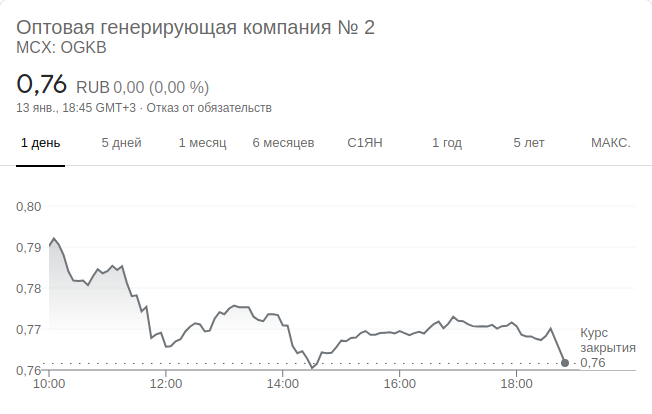 Оптовая генерирующая компания № 2
MCX: OGKB
0,76 RUB 0,00 (0,00 %)
13 янв., 18:45 GMT+3 · Отказ от обязательств
1 день 5 дней 1 месяц 6 месяцев С1ЯН 1 год 5 лет МАКС.
0,80
0,79
0,78
0,77
0,76
Курс
закрытия
0,76
10:00 12:00 14:00 16:00 18:00